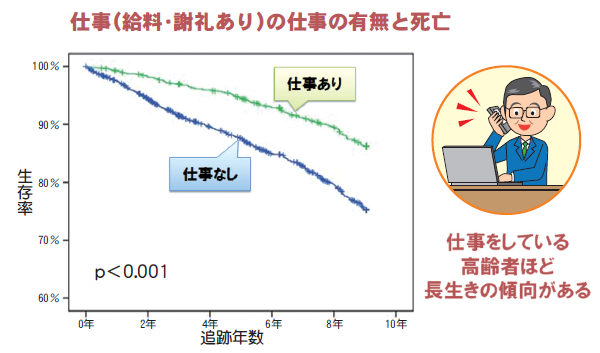 仕事（給料・謝礼あり）の仕事の有無と死亡
100%
90%
80%
70%
60%
生存率
仕事あり
仕事なし
p＜0.001
0年
2年
4年
6年
8年
10年
追跡年数
仕事をしている
高齢者ほど
長生きの傾向がある